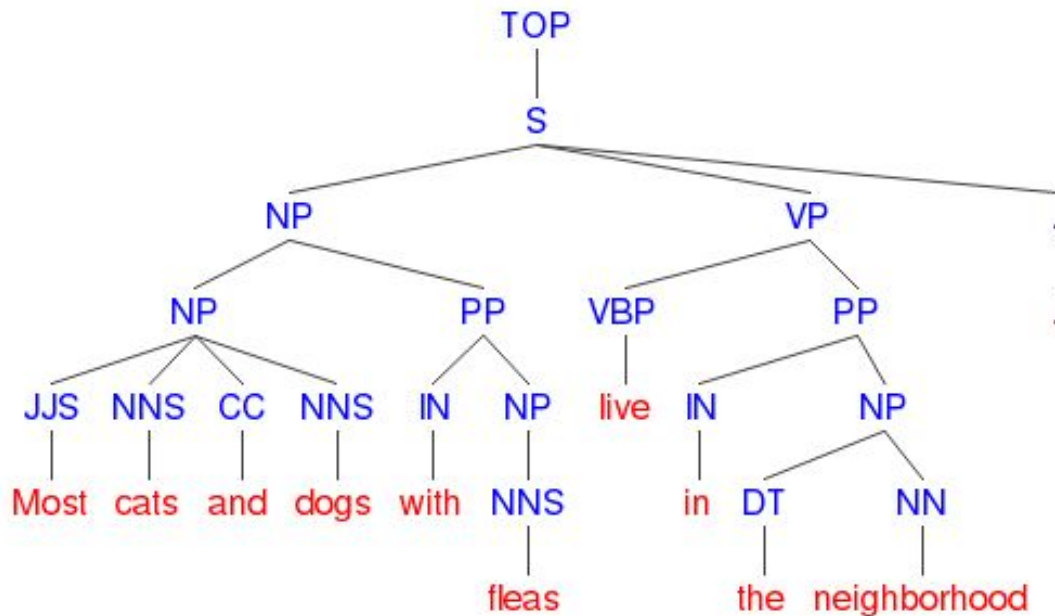 TOP
S
NP VP
NP PP VBP PP
JJS NNS CC NNS IN NP live IN NP
Most cats and dogs with NNS in DT NN
fleas the neighborhood